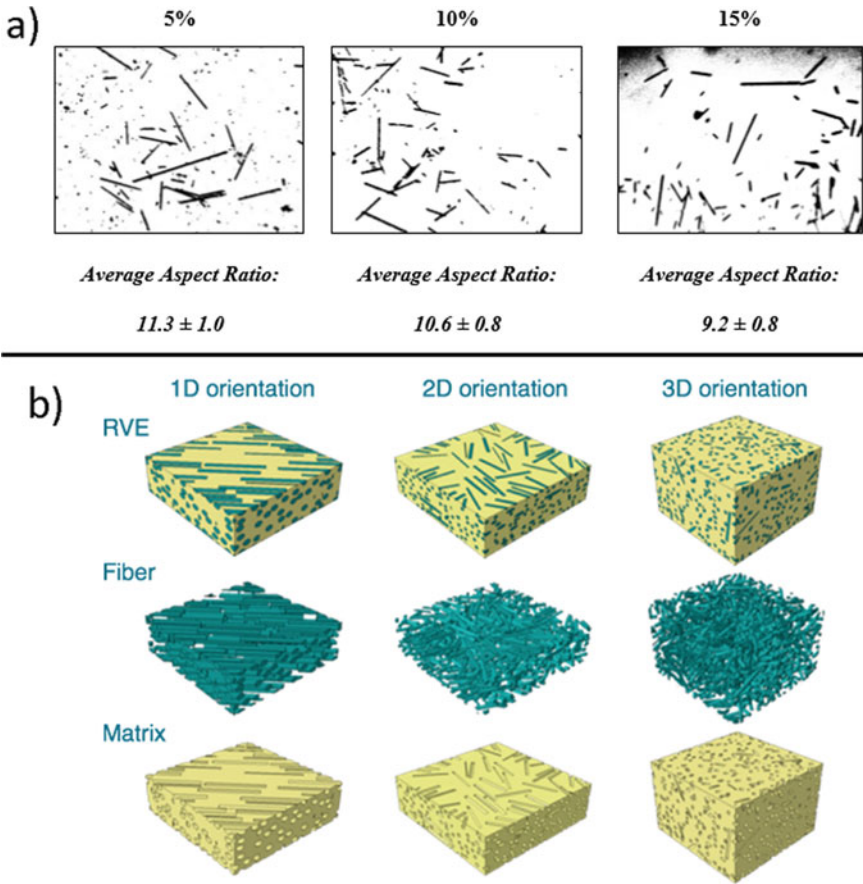 a)
5% 10% 15%
Average Aspect Ratio: Average Aspect Ratio: Average Aspect Ratio:
11.3 ± 1.0 10.6 ± 0.8 9.2 ± 0.8
b)
1D orientation 2D orientation 3D orientation
RVE
Fiber
Matrix